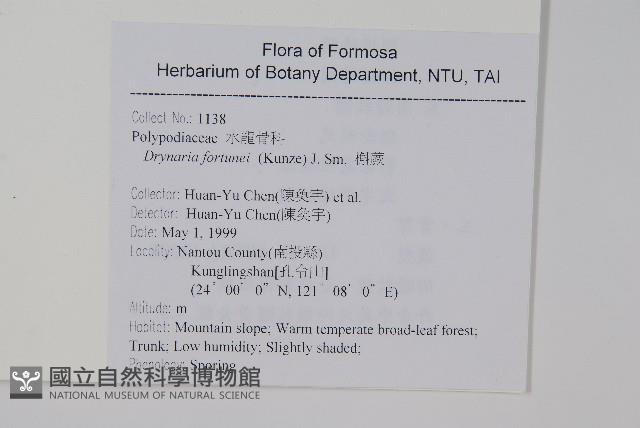 Flora of Formosa
Herbarium of Botany Department, NTU, TAI
Collect No.: 1138
Polypodiaceae 水龍骨科
Drynaria fortunei (Kunze) J. Sm. 槲蕨
Collector: Huan-Yu Chen(陳奐宇) et al.
Detector: Huan-Yu Chen(陳奐宇)
Date: May 1, 1999
Locality: Nantou County(南投縣)
Kunglingshan[孔令山]
(24° 00' 0" N, 121° 08' 0" E)
Altitude: m
Habitat: Mountain slope; Warm temperate broad-leaf forest;
Trunk; Low humidity; Slightly shaded;
Phenology: Sporing
國立自然科學博物館
NATIONAL MUSEUM OF NATURAL SCIENCE